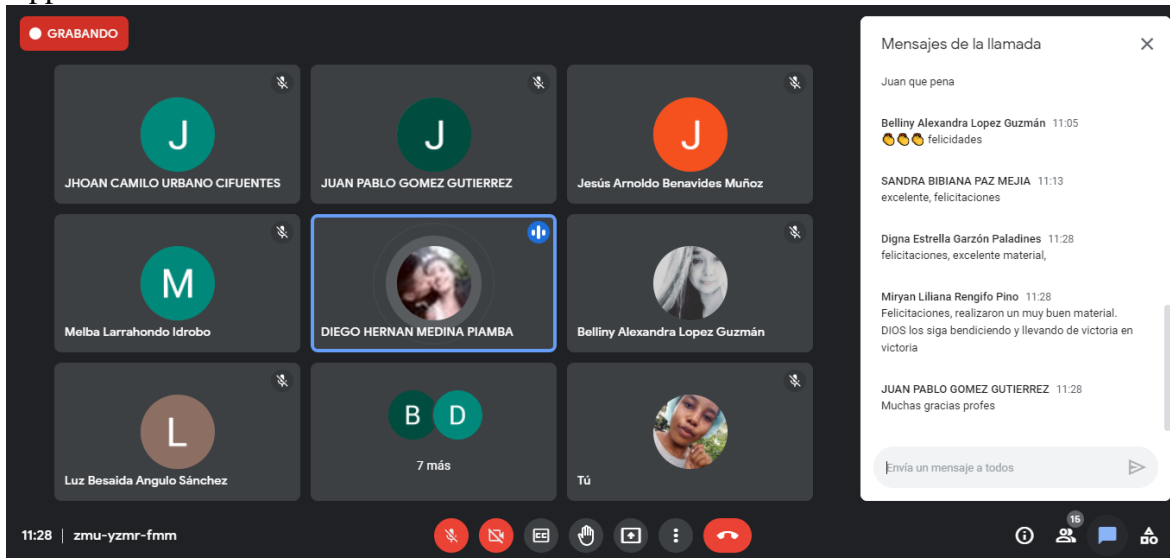 GRABANDO
J
JHOAN CAMILO URBANO CIFUENTES
J
JUAN PABLO GOMEZ GUTIERREZ
J
Jesús Arnoldo Benavides Muñoz
M
Melba Larrahondo Idrobo
DIEGO HERNAN MEDINA PIAMBA
Belliny Alexandra Lopez Guzmán
L
Luz Besaida Angulo Sánchez
B D
7 más
Tú
Mensajes de la llamada
Juan que pena
Belliny Alexandra Lopez Guzmán 11:05
👏👏👏 felicidades
SANDRA BIBIANA PAZ MEJIA 11:13
excelente, felicitaciones
Digna Estrella Garzón Paladines 11:28
felicitaciones, excelente material,
Miryan Liliana Rengifo Pino 11:28
Felicitaciones, realizaron un muy buen material.
DIOS los siga bendiciendo y llevando de victoria en
victoria
JUAN PABLO GOMEZ GUTIERREZ 11:28
Muchas gracias profes
Envía un mensaje a todos
11:28 | zmu-yzmr-fmm
15